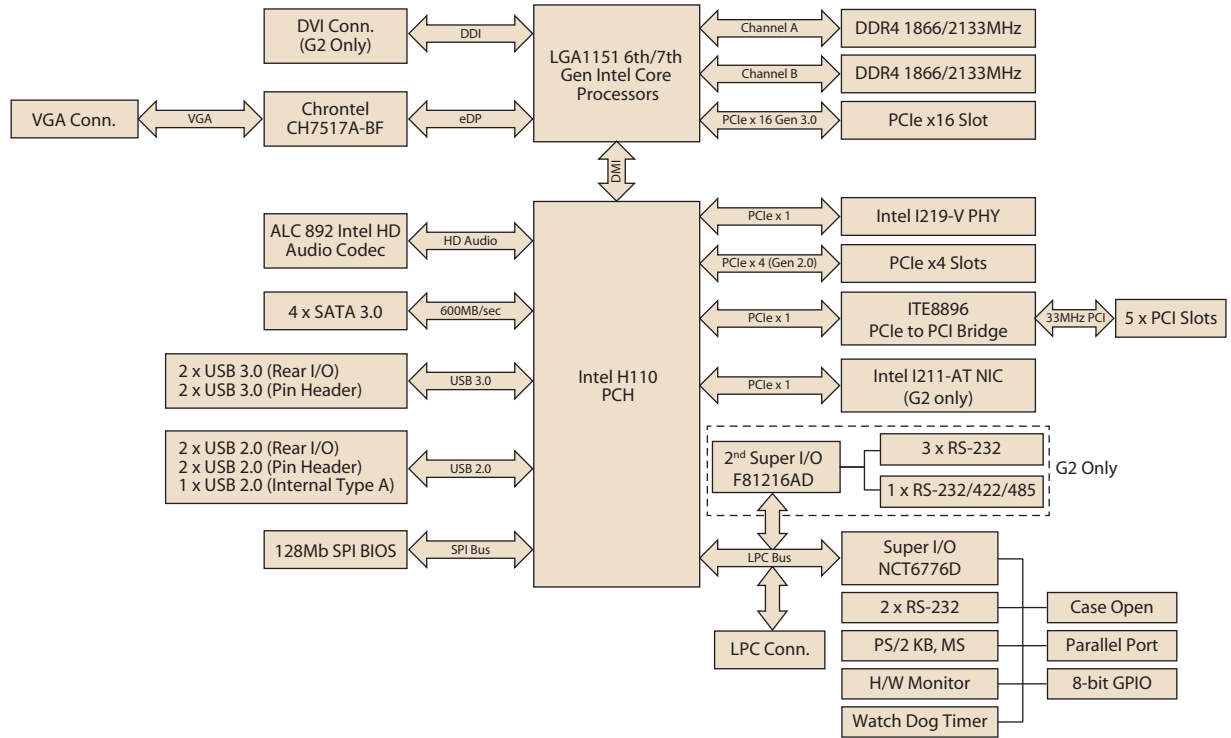 DVI Conn.
(G2 Only)
DDI
LGA1151 6th/7th
Gen Intel Core
Processors
Channel A
DDR4 1866/2133MHz
Channel B
DDR4 1866/2133MHz
VGA Conn.
VGA
Chrontel
CH7517A-BF
eDP
PCIe x 16 Gen 3.0
PCIe x16 Slot
DMI
Intel H110
PCH
ALC 892 Intel HD
Audio Codec
HD Audio
4 x SATA 3.0
600MB/sec
2 x USB 3.0 (Rear I/O)
2 x USB 3.0 (Pin Header)
USB 3.0
2 x USB 2.0 (Rear I/O)
2 x USB 2.0 (Pin Header)
1 x USB 2.0 (Internal Type A)
USB 2.0
128Mb SPI BIOS
SPI Bus
PCIe x 1
Intel I219-V PHY
PCIe x 4 (Gen 2.0)
PCIe x4 Slots
PCIe x 1
ITE8896
PCIe to PCI Bridge
33MHz PCI
5 x PCI Slots
PCIe x 1
Intel I211-AT NIC
(G2 only)
2nd Super I/O
F81216AD
3 x RS-232
1 x RS-232/422/485
G2 Only
LPC Bus
Super I/O
NCT6776D
LPC Conn.
2 x RS-232
Case Open
PS/2 KB, MS
Parallel Port
H/W Monitor
8-bit GPIO
Watch Dog Timer